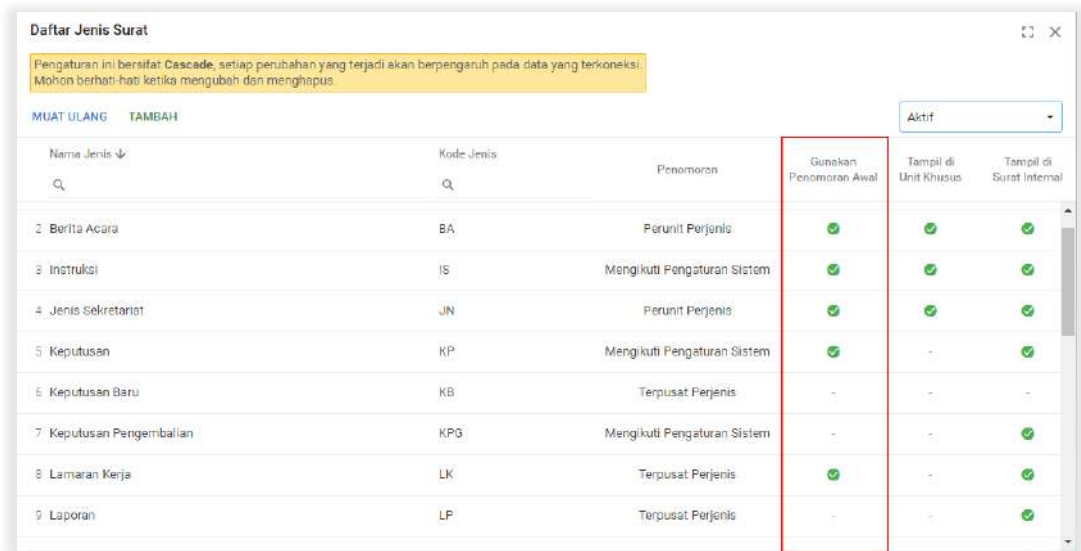 Daftar Jenis Surat
Pengaturan ini bersifat Cascade, setiap perubahan yang terjadi akan berpengaruh pada data yang terkoneksi.
Mohon berhati-hati ketika mengubah dan menghapus.
MUAT ULANG TAMBAH Aktif
Nama Jenis Kode Jenis Penomoran Gunakan Penomoran Awal Tampil di Unit Khusus Tampil di Surat Internal
2 Berita Acara BA Perunit Perjenis
3 Instruksi IS Mengikuti Pengaturan Sistem
4 Jenis Sekretariat JN Perunit Perjenis
5 Keputusan KP Mengikuti Pengaturan Sistem -
6 Keputusan Baru KB Terpusat Perjenis - - -
7 Keputusan Pengembalian KPG Mengikuti Pengaturan Sistem - -
8 Lamaran Kerja LK Terpusat Perjenis -
9 Laporan LP Terpusat Perjenis - -